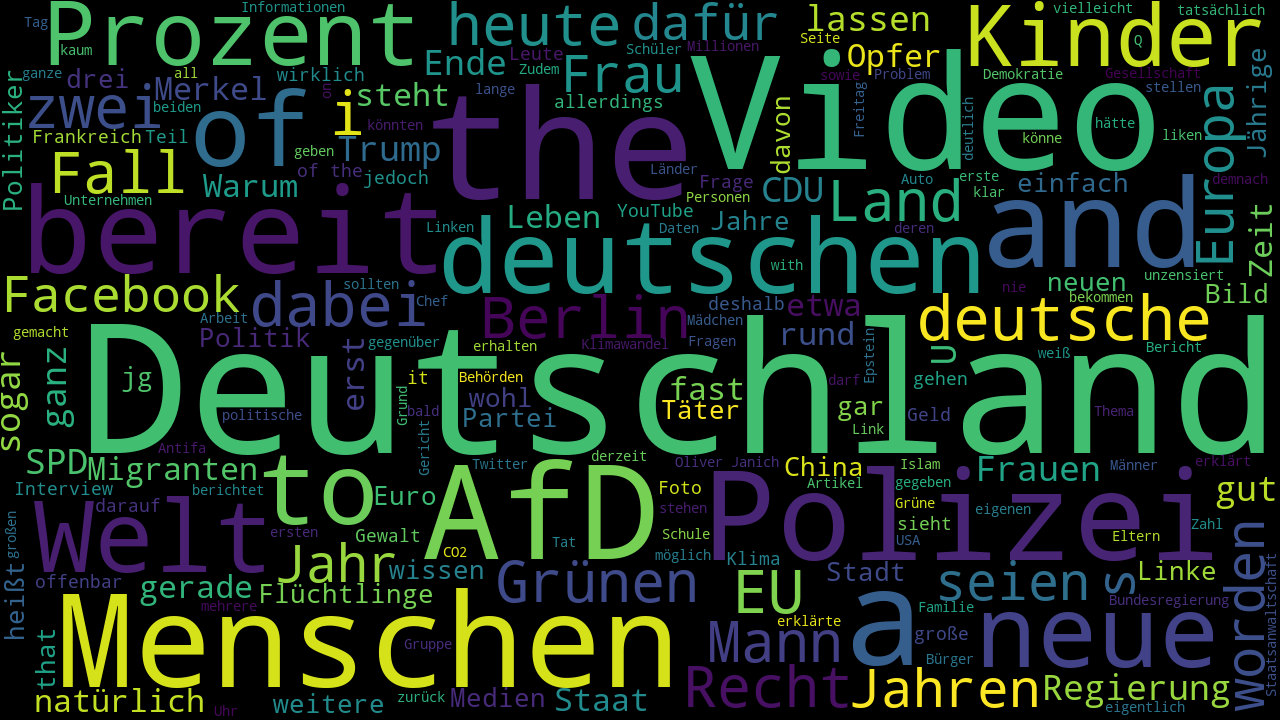 Informationen
vielleicht
tatsächlich
Tag
Prozent
heute
dafür
lassen
Kinder
Q
kaum
Ende
Leute
Schüler
Millionen
Seite
Opfer
ganze
drei
all
wirklich
Frau
Zudem
sowie
Problem
Demokratie
Gesellschaft
Politiker
zwei
Merkel
beiden
on
steht
lange
allerdings
the
Video
stellen
Jährige
Frankreich
Teil
of
i
könnten
davon
Freitag
deutlich
könne
hätte
liken
Europa
Fall
geben
Trump
of the
jedoch
Länder
Frage
Personen
CDU
Auto
erste
klar
einfach
demnach
Unternehmen
Warum
bereit
Linken
Leben
YouTube
Daten
Jahre
Land
deren
and
Zeit
deutschen
with
unzensiert
Facebook
dabei
sollten
Chef
Berlin
Mädchen
deshalb
etwa
nie
neuen
bekommen
Bild
gemacht
Arbeit
Politik
gegenüber
erhalten
Klimawandel
Fragen
rund
deutsche
sogar
ganz
jg
Deutschland
erst
it
Behörden
wohl
fast
darf
Epstein
U
weiß
Bericht
gehen
politische
Grund
bald
Partei
Täter
gar
Geld
Link
Thema
Antifa
Gericht
SPD
Migranten
to
Twitter
derzeit
Oliver Janich
China
Islam
Frauen
Männer
erklärt
Interview
berichtet
Euro
AfD
Foto
Artikel
gegeben
gut
großen
Welt
darauf
ersten
stehen
Polizei
Grüne
eigenen
sieht
Zahl
Gewalt
CO2
Tat
Schule
USA
Eltern
heißt
offenbar
Jahr
wissen
möglich
Klima
Stadt
Linke
worden
gerade
Flüchtlinge
Grünen
EU
seien
s
Bundesregierung
Staatsanwaltschaft
mehrere
Menschen
Gruppe
erklärte
a
Familie
neue
that
Mann
große
Bürger
natürlich
Uhr
weitere
zurück
Medien
Staat
Recht
Jahren
Regierung
eigentlich